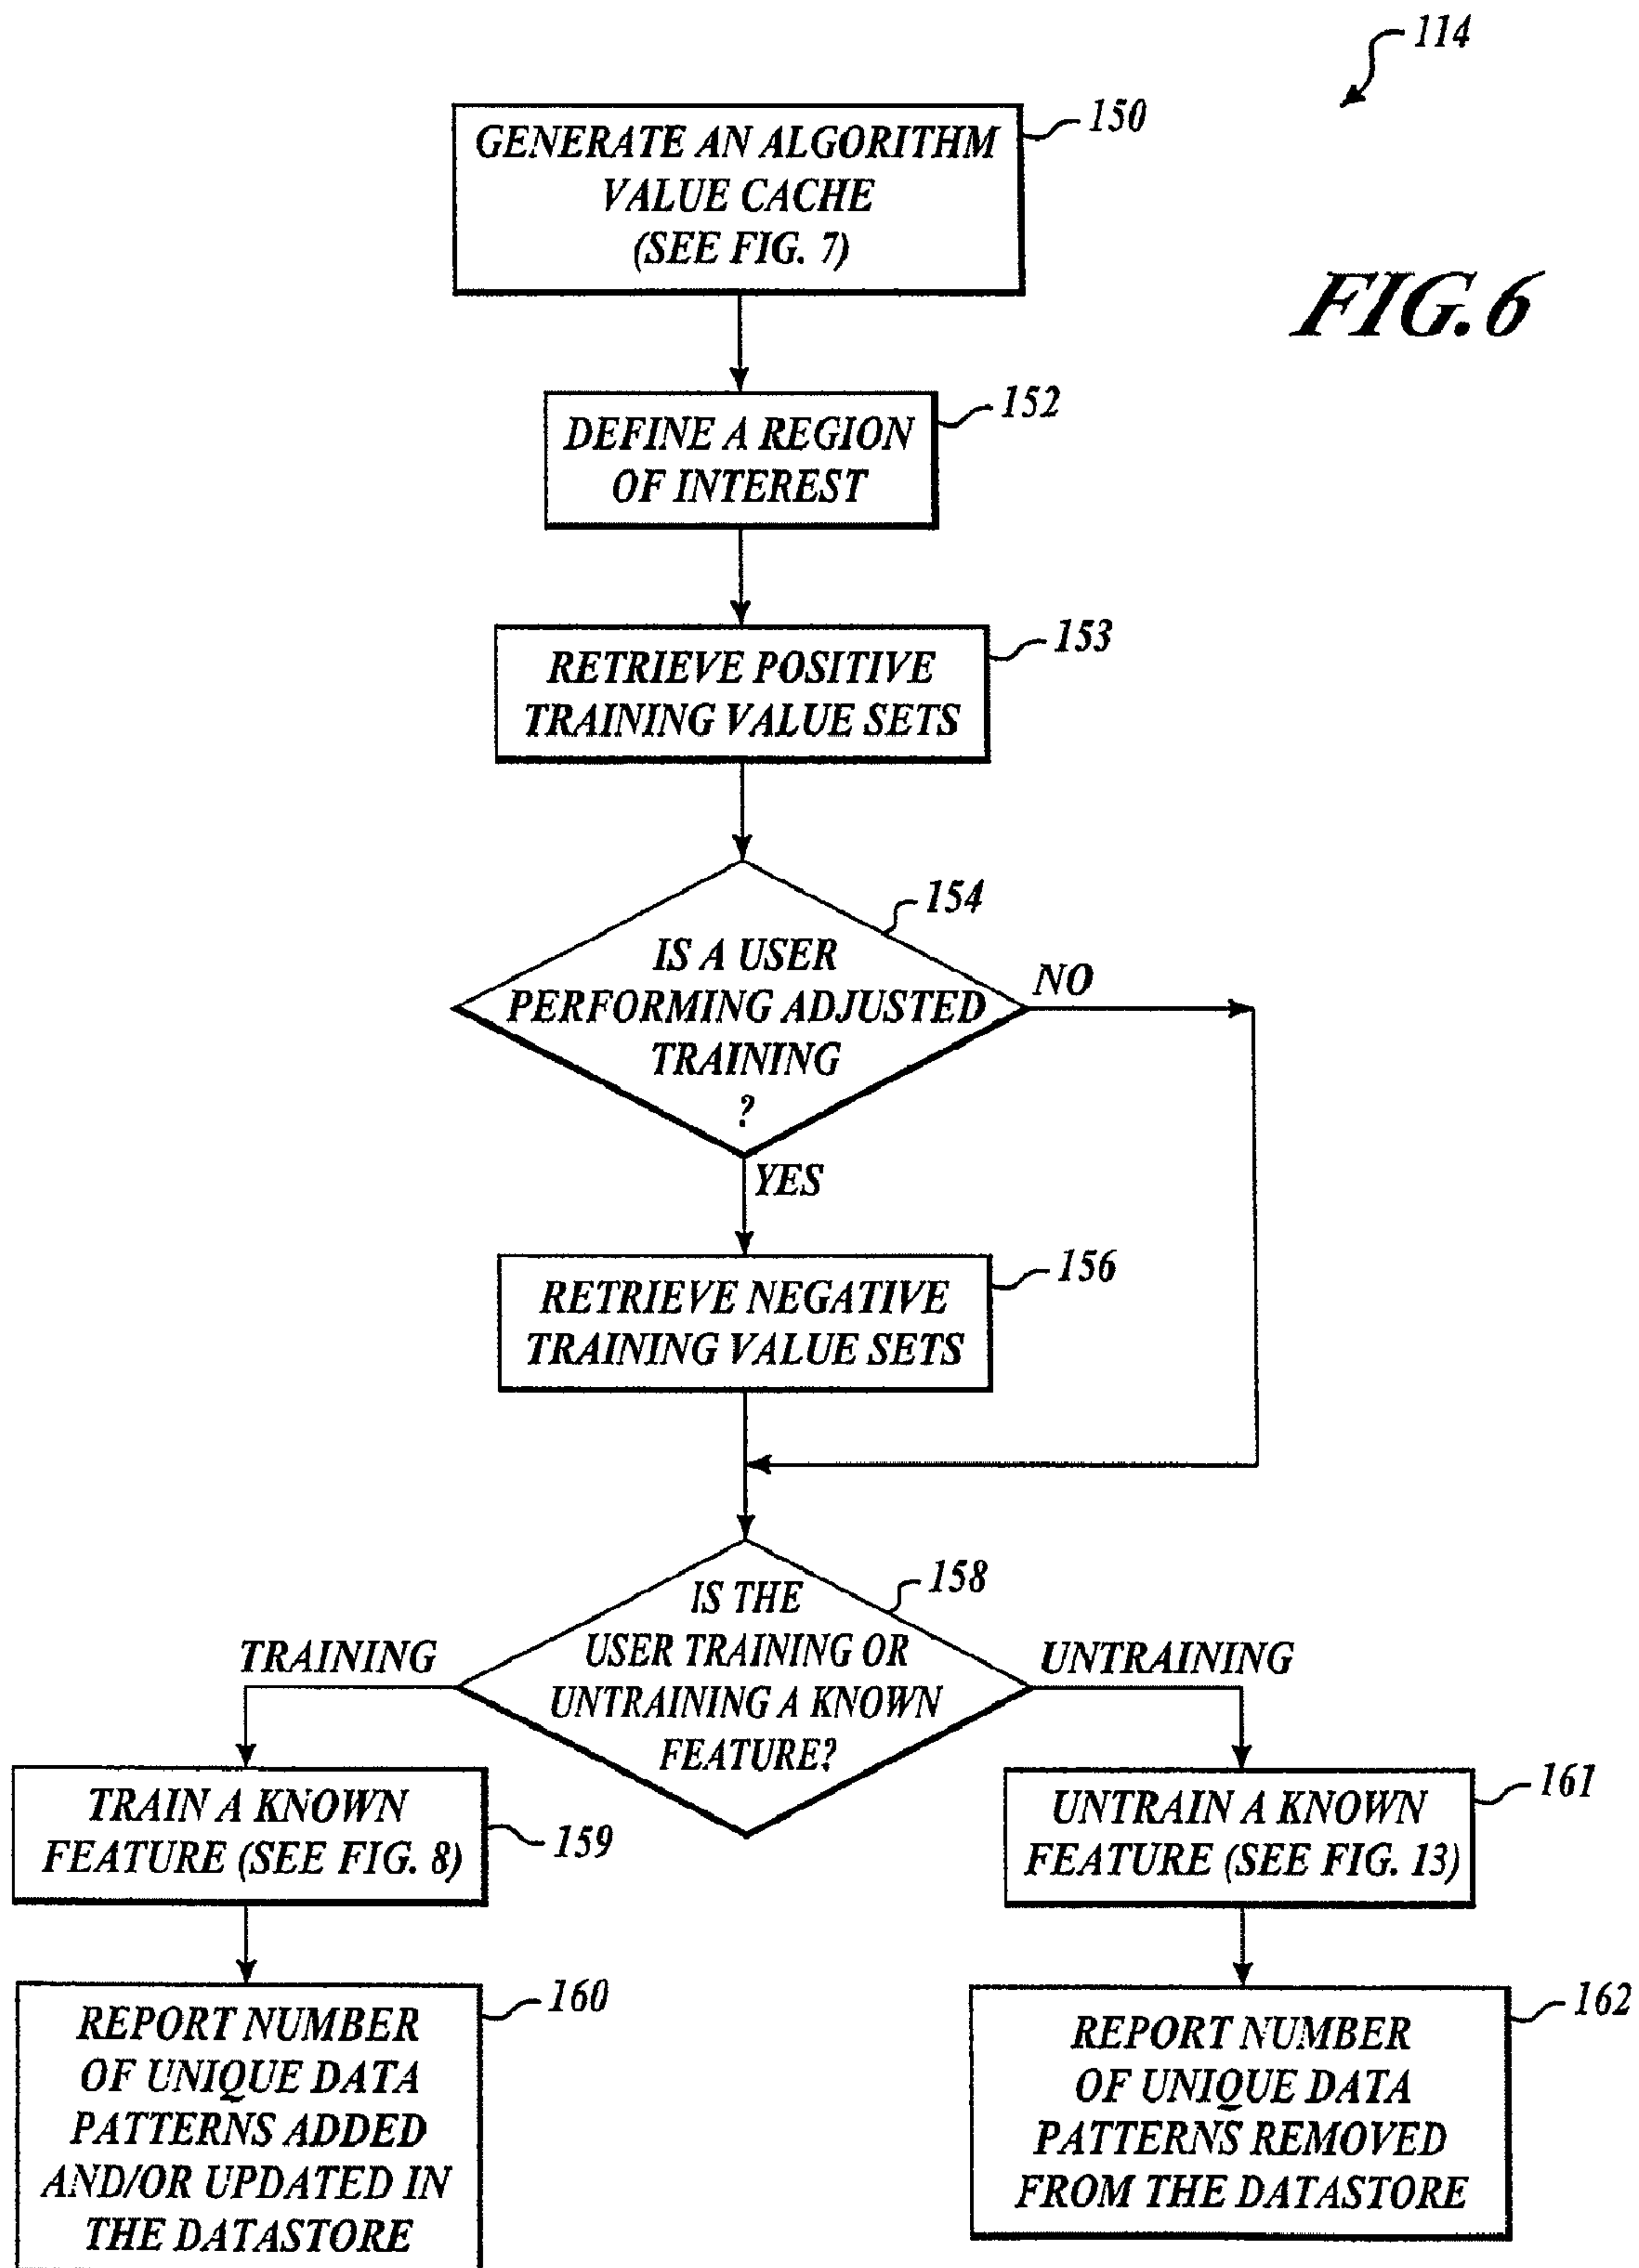 114
GENERATE AN ALGORITHM
VALUE CACHE
(SEE FIG. 7)
150
FIG.6
DEFINE A REGION
OF INTEREST
152
RETRIEVE POSITIVE
TRAINING VALUE SETS
153
154
IS A USER
PERFORMING ADJUSTED
TRAINING
?
NO
YES
RETRIEVE NEGATIVE
TRAINING VALUE SETS
156
158
IS THE
USER TRAINING OR
UNTRAINING A KNOWN
FEATURE?
TRAINING
UNTRAINING
TRAIN A KNOWN
FEATURE (SEE FIG. 8)
159
UNTRAIN A KNOWN
FEATURE (SEE FIG. 13)
161
REPORT NUMBER
OF UNIQUE DATA
PATTERNS ADDED
AND/OR UPDATED IN
THE DATASTORE
160
REPORT NUMBER
OF UNIQUE DATA
PATTERNS REMOVED
FROM THE DATASTORE
162